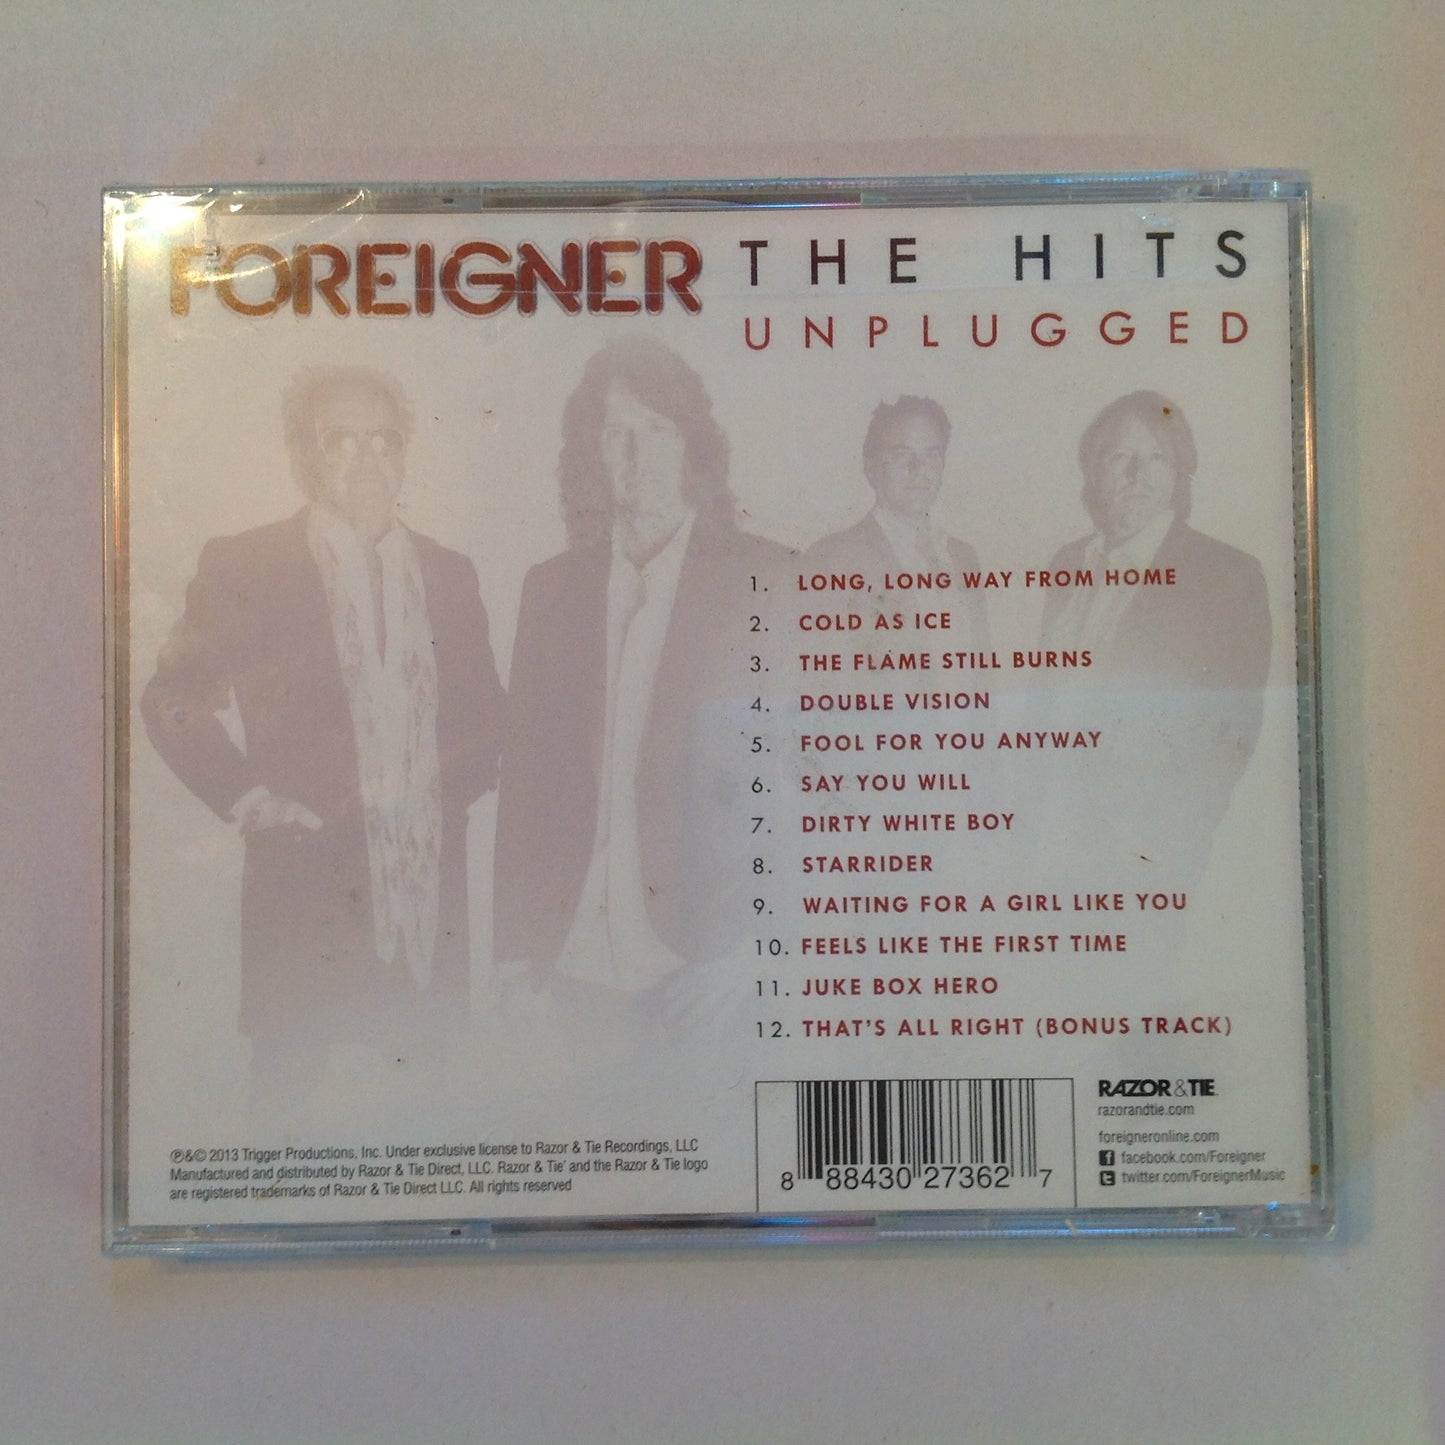 FOREIGNER THE HITS
UNPLUGGED
1. LONG, LONG WAY FROM HOME
2. COLD AS ICE
3. THE FLAME STILL BURNS
4. DOUBLE VISION
5. FOOL FOR YOU ANYWAY
6. SAY YOU WILL
7. DIRTY WHITE BOY
8. STARRIDER
9. WAITING FOR A GIRL LIKE YOU
10. FEELS LIKE THE FIRST TIME
11. JUKE BOX HERO
12. THAT'S ALL RIGHT (BONUS TRACK)
℗&© 2013 Trigger Productions, Inc. Under exclusive license to Razor & Tie Recordings, LLC
Manufactured and distributed by Razor & Tie Direct, LLC. Razor & Tie' and the Razor & Tie logo
are registered trademarks of Razor & Tie Direct LLC. All rights reserved
8 88430 27362 7
RAZOR & TIE
razorandtie.com
foreigneronline.com
facebook.com/Foreigner
twitter.com/ForeignerMusic